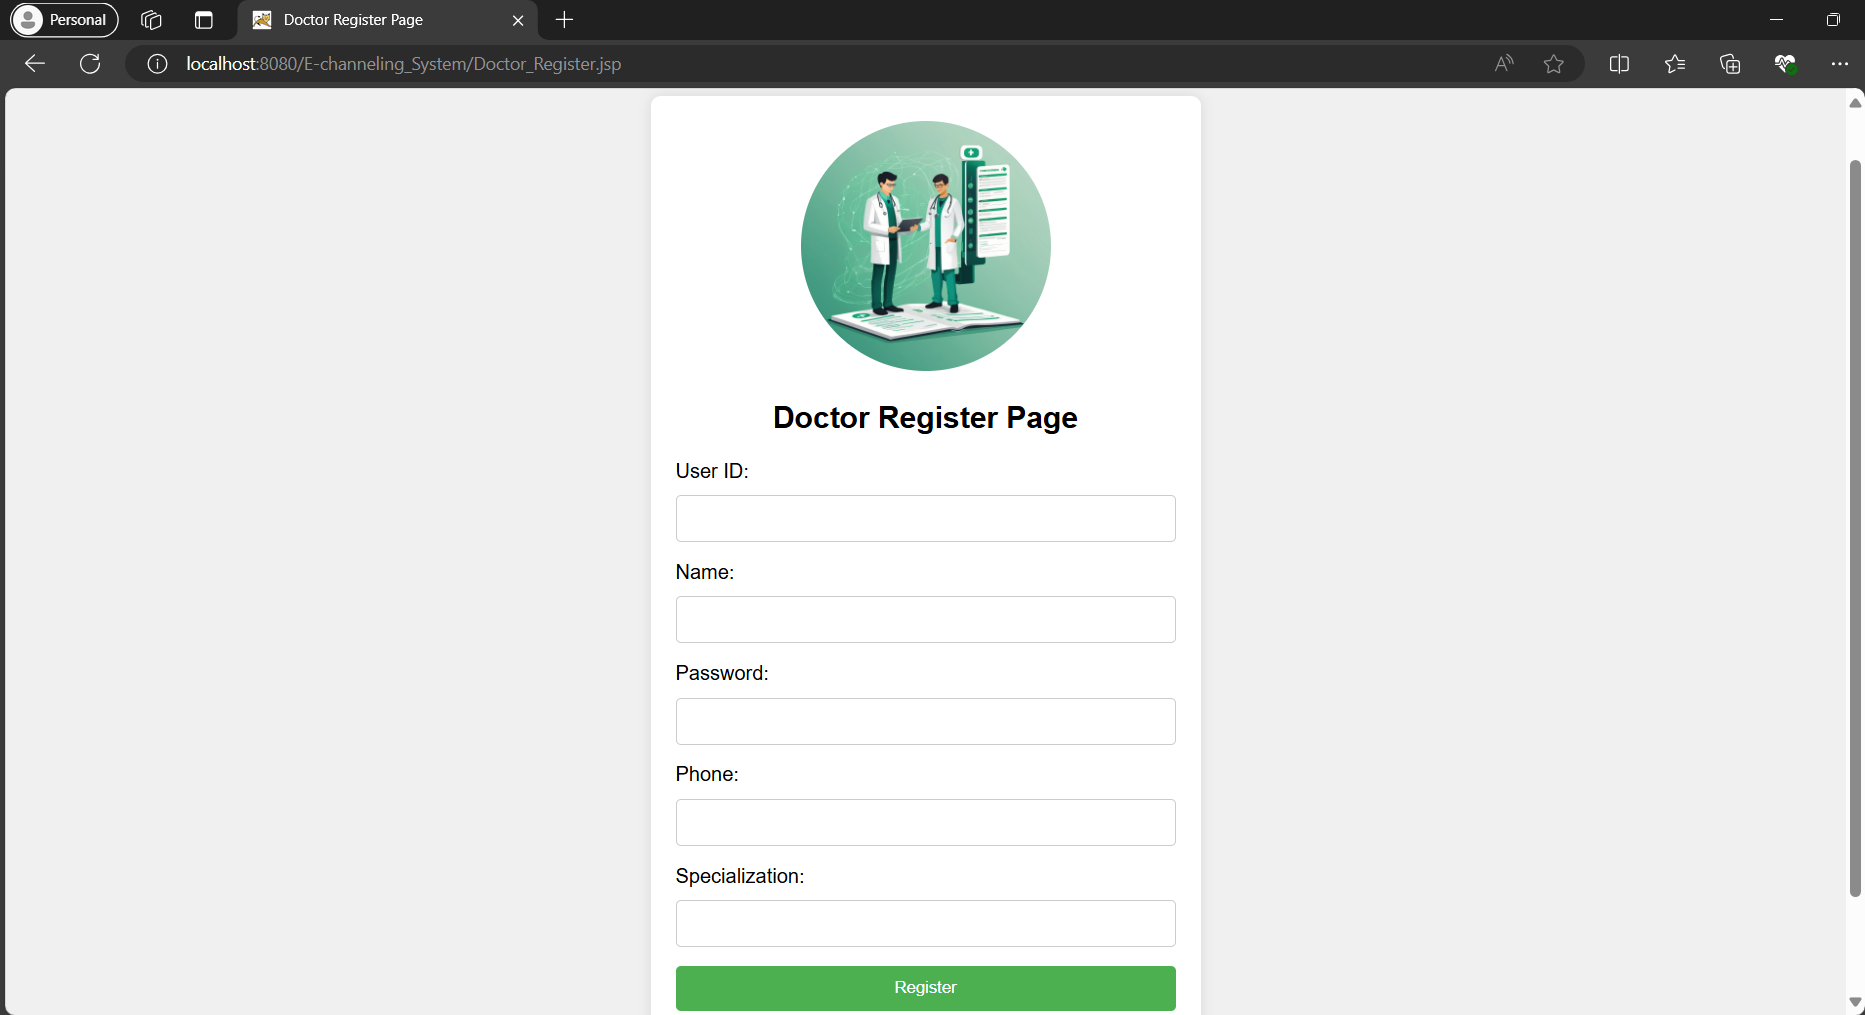 Personal
Doctor Register Page
localhost:8080/E-channeling_System/Doctor_Register.jsp
Doctor Register Page
User ID:
Name:
Password:
Phone:
Specialization:
Register